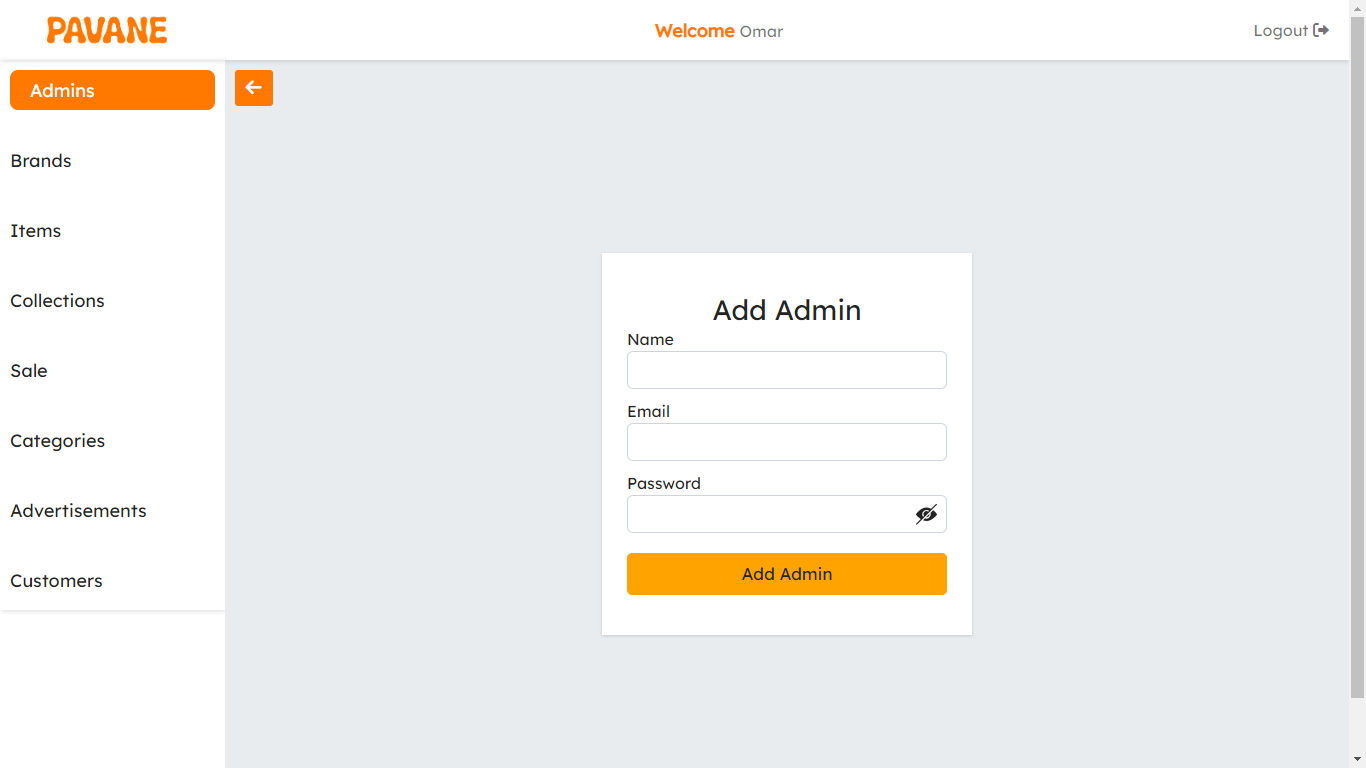 PAVANE
Welcome Omar
Logout
Admins
Brands
Items
Collections
Sale
Categories
Advertisements
Customers
Add Admin
Name
Email
Password
Add Admin